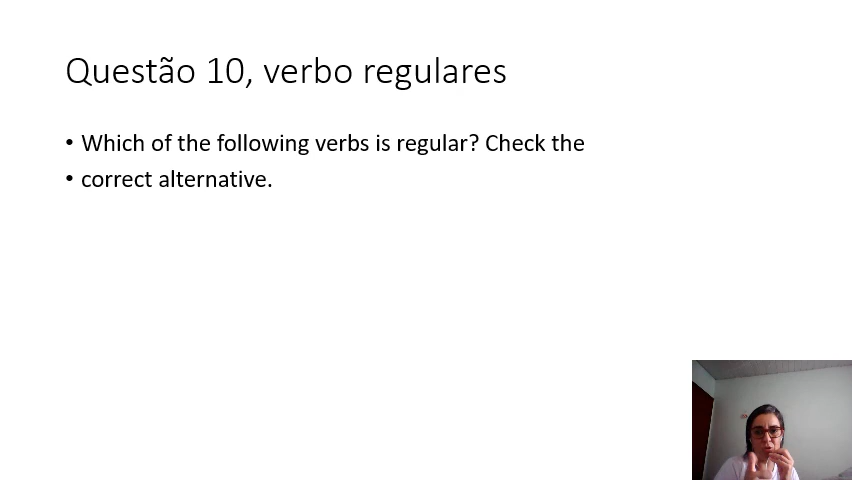 Questão 10, verbo regulares
• Which of the following verbs is regular? Check the
• correct alternative.